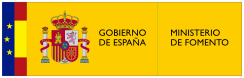 GOBIERNO
DE ESPAÑA
MINISTERIO
DE FOMENTO